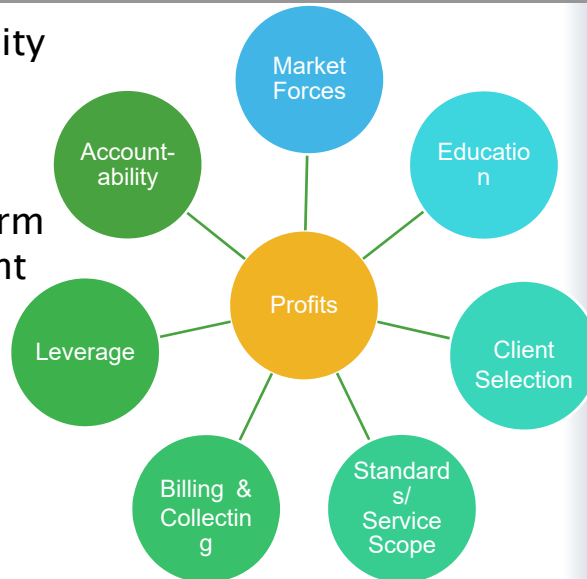 ity
rm
nt
Market
Forces
Educatio
n
Client
Selection
Standard
s/
Service
Scope
Billing &
Collectin
g
Leverage
Account-
ability
Profits